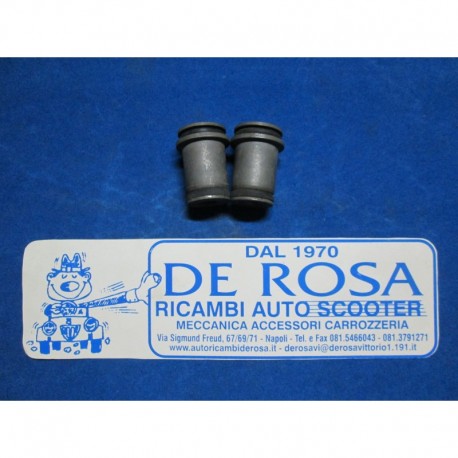 DAL 1970
DE ROSA
RICAMBI AUTO SCOOTER
MECCANICA ACCESSORI CARROZZERIA
Via Sigmund Freud, 67/69/71 - Napoli - Tel. e Fax 081.5466043 - 081.3791271
www.autoricambiderosa.it - derosavi@derosavittorio1.191.it